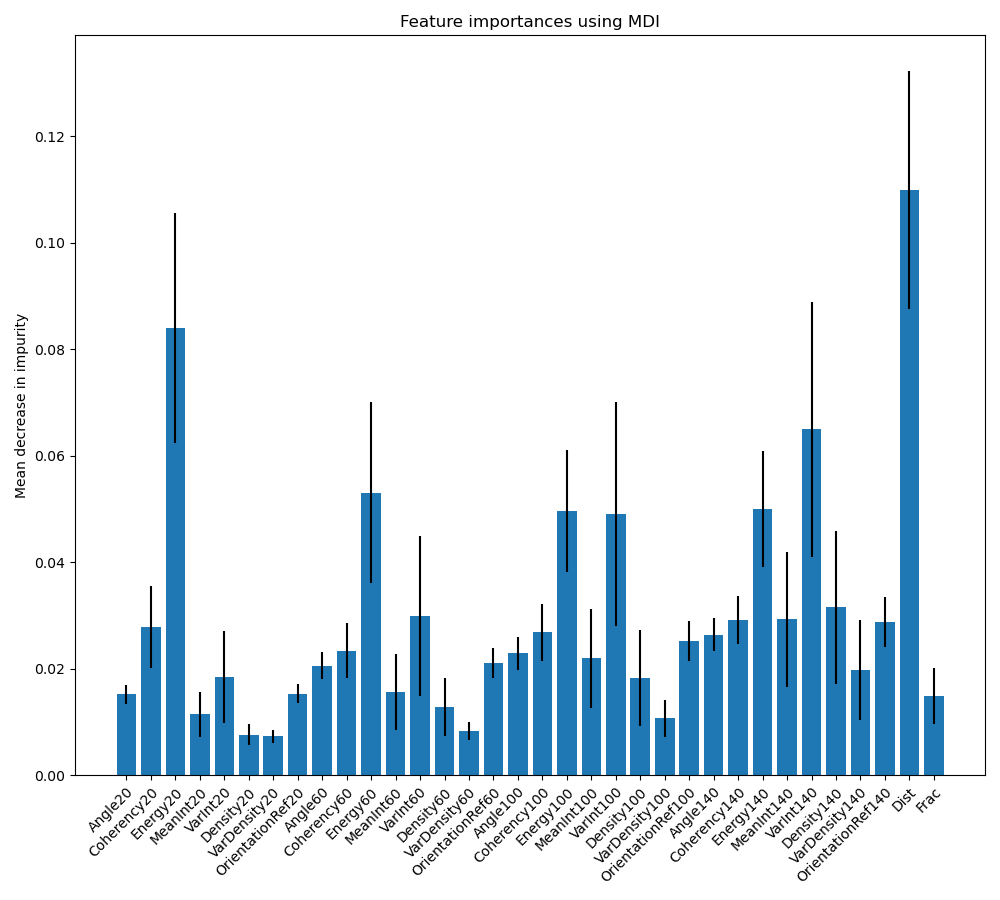 Feature importances using MDI
Mean decrease in impurity
0.12
0.10
0.08
0.06
0.04
0.02
0.00
Angle20
Coherency20
Energy20
MeanInt20
VarInt20
Density20
VarDensity20
OrientationRef20
Angle60
Coherency60
Energy60
MeanInt60
VarInt60
Density60
VarDensity60
OrientationRef60
Angle100
Coherency100
Energy100
MeanInt100
VarInt100
Density100
VarDensity100
OrientationRef100
Angle140
Coherency140
Energy140
MeanInt140
VarInt140
Density140
VarDensity140
OrientationRef140
Dist
Frac